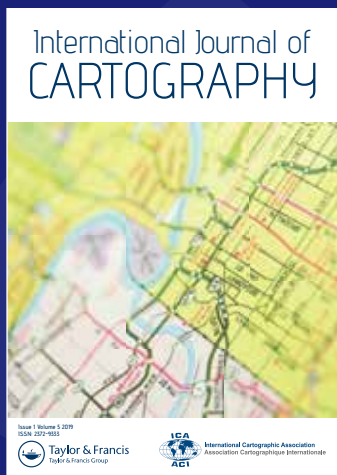 International Journal of
CARTOGRAPHY
Issue 1 Volume 5 2019
ISSN: 2372-9333
Taylor & Francis
Taylor & Francis Group
ICA
ACI
International Cartographic Association
Association Cartographique Internationale